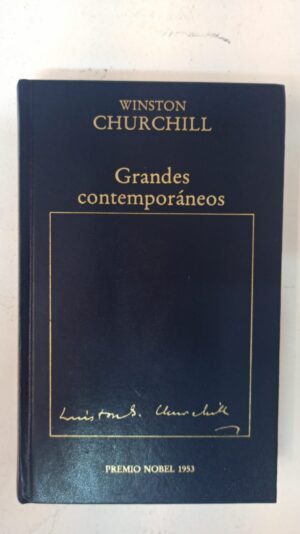 WINSTON
CHURCHILL
Grandes
contemporáneos
Winston S. Churchill
PREMIO NOBEL 1953